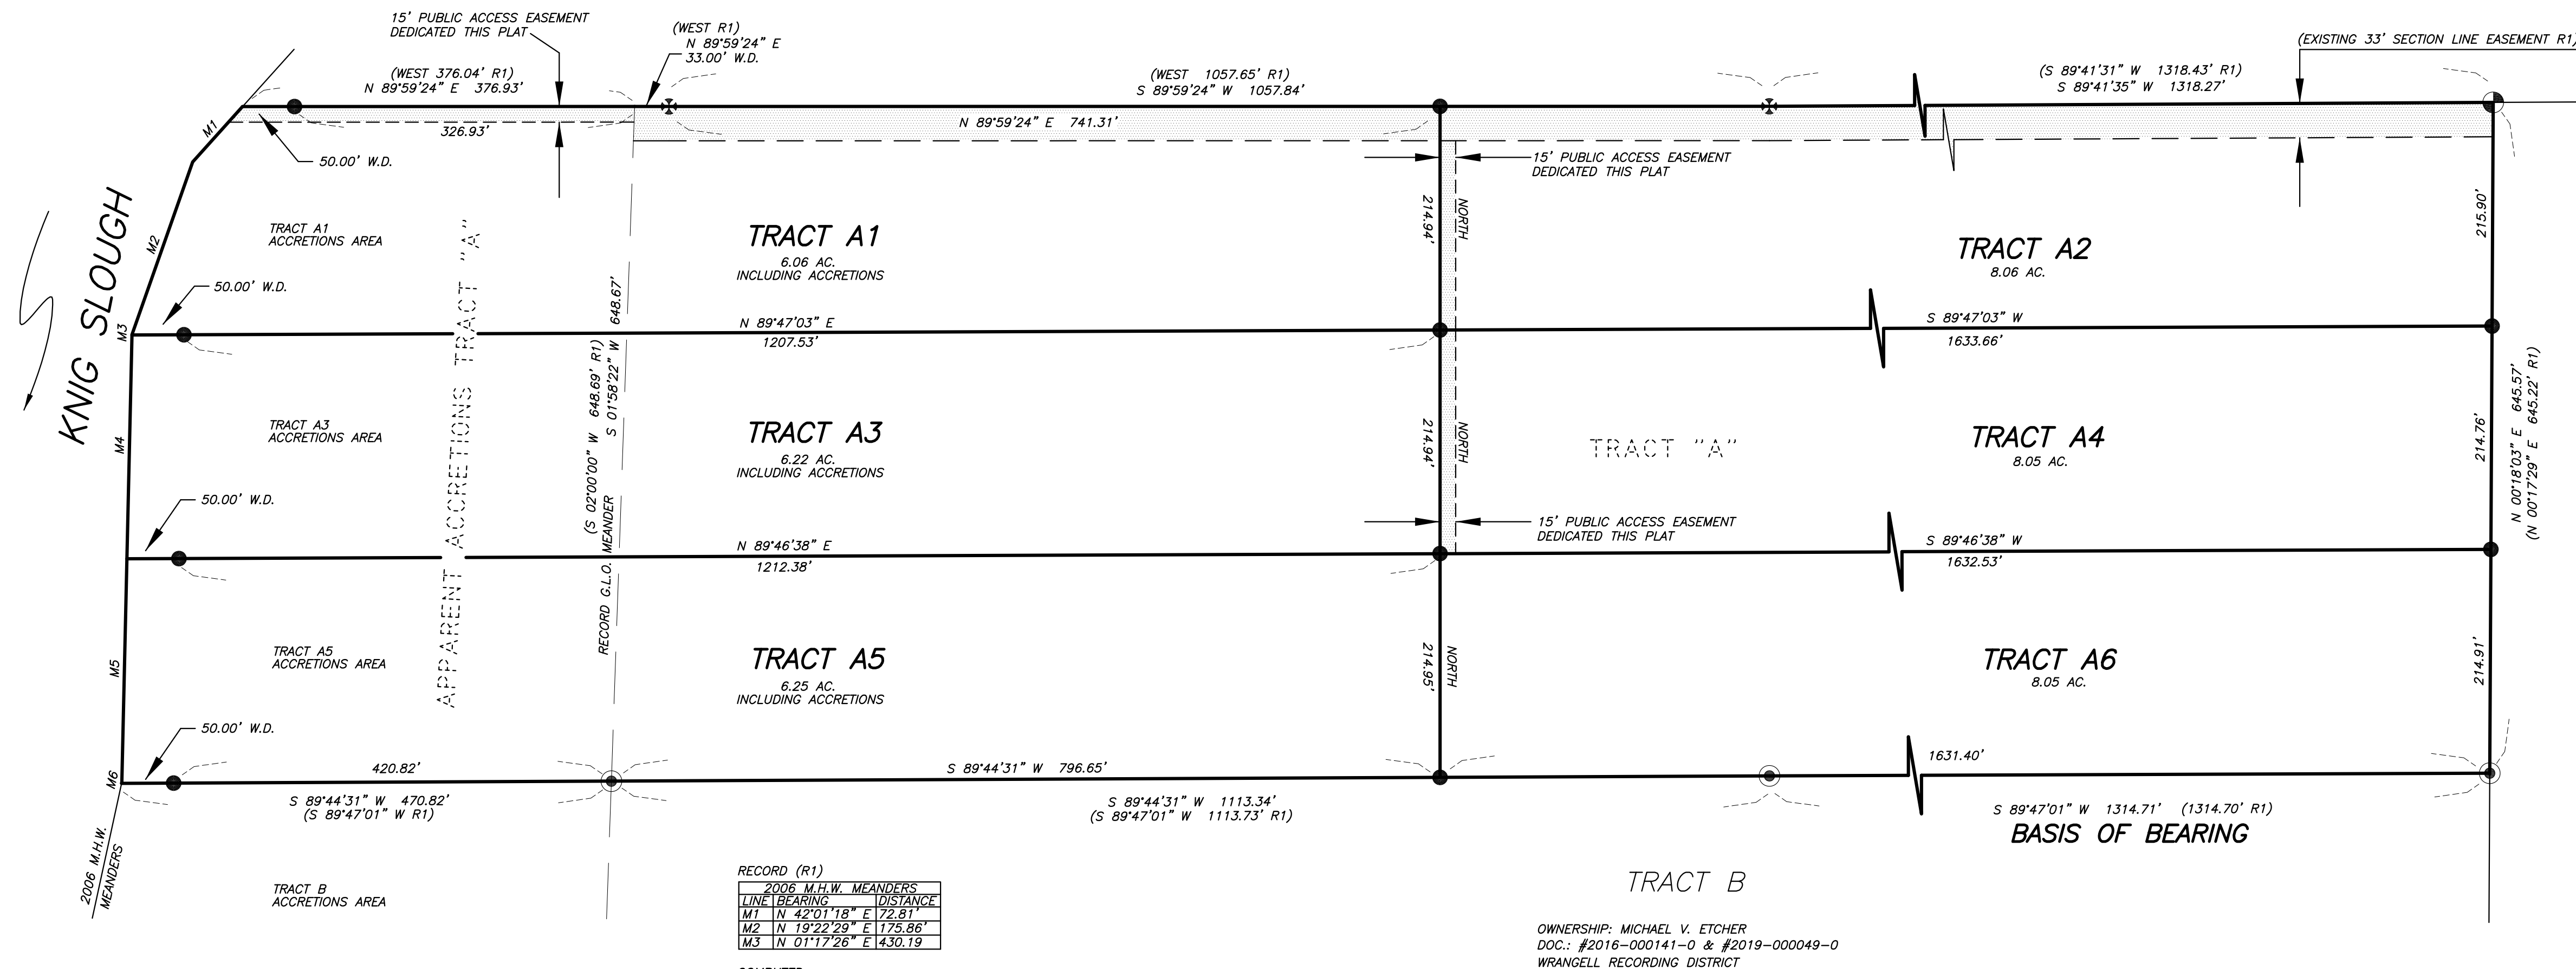 15' PUBLIC ACCESS EASEMENT
DEDICATED THIS PLAT
(WEST R1)
N 89°59'24" E
33.00' W.D.
(EXISTING 33' SECTION LINE EASEMENT R1)
(WEST 376.04' R1)
N 89°59'24" E 376.93'
(WEST 1057.65' R1)
S 89°59'24" W 1057.84'
(S 89°41'31" W 1318.43' R1)
S 89°41'35" W 1318.27'
M1
326.93'
N 89°59'24" E 741.31'
50.00' W.D.
15' PUBLIC ACCESS EASEMENT
DEDICATED THIS PLAT
KNIG SLOUGH
M2
TRACT A1
ACCRETIONS AREA
APPARENT ACCRETIONS TRACT "A"
TRACT A1
6.06 AC.
INCLUDING ACCRETIONS
214.94'
NORTH
TRACT A2
8.06 AC.
215.90'
50.00' W.D.
M3
N 89°47'03" E
1207.53'
S 89°47'03" W
1633.66'
(S 02°00'00" W 648.69' R1)
S 01°58'22" W 648.67'
RECORD G.L.O. MEANDER
M4
TRACT A3
ACCRETIONS AREA
TRACT A3
6.22 AC.
INCLUDING ACCRETIONS
214.94'
NORTH
TRACT "A"
TRACT A4
8.05 AC.
214.76'
N 00°18'03" E 645.57'
(N 00°17'29" E 645.22' R1)
50.00' W.D.
15' PUBLIC ACCESS EASEMENT
DEDICATED THIS PLAT
N 89°46'38" E
1212.38'
S 89°46'38" W
1632.53'
M5
TRACT A5
ACCRETIONS AREA
TRACT A5
6.25 AC.
INCLUDING ACCRETIONS
214.95'
NORTH
TRACT A6
8.05 AC.
214.91'
50.00' W.D.
M6
420.82'
S 89°44'31" W 796.65'
1631.40'
S 89°44'31" W 470.82'
(S 89°47'01" W R1)
S 89°44'31" W 1113.34'
(S 89°47'01" W 1113.73' R1)
S 89°47'01" W 1314.71' (1314.70' R1)
BASIS OF BEARING
2006 M.H.W.
MEANDERS
TRACT B
ACCRETIONS AREA
RECORD (R1)
2006 M.H.W. MEANDERS
LINE BEARING DISTANCE
M1 N 42°01'18" E 72.81'
M2 N 19°22'29" E 175.86'
M3 N 01°17'26" E 430.19
TRACT B
OWNERSHIP: MICHAEL V. ETCHER
DOC.: #2016-000141-0 & #2019-000049-0
WRANGELL RECORDING DISTRICT